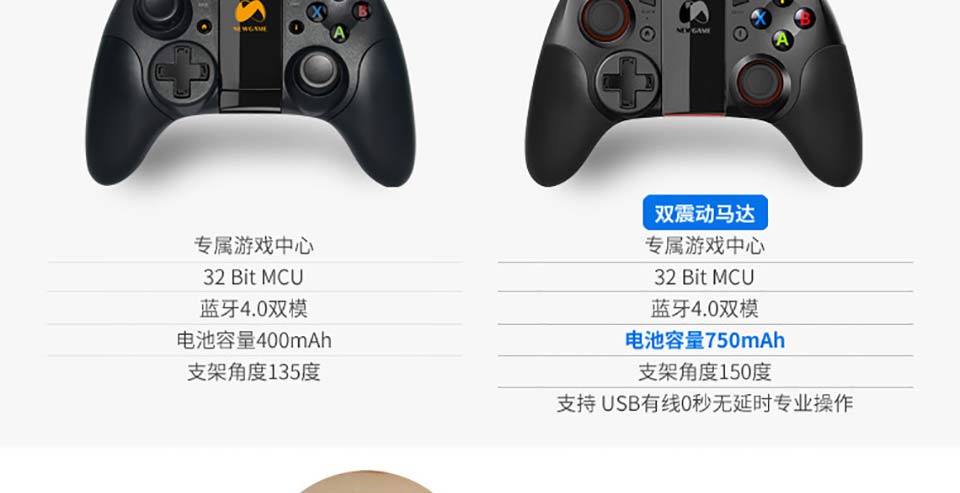 NEWGAME
X
B
A
NEWGAME
Y
X
B
A
双震动马达
专属游戏中心
32 Bit MCU
蓝牙4.0双模
电池容量400mAh
支架角度135度
专属游戏中心
32 Bit MCU
蓝牙4.0双模
电池容量750mAh
支架角度150度
支持 USB有线0秒无延时专业操作